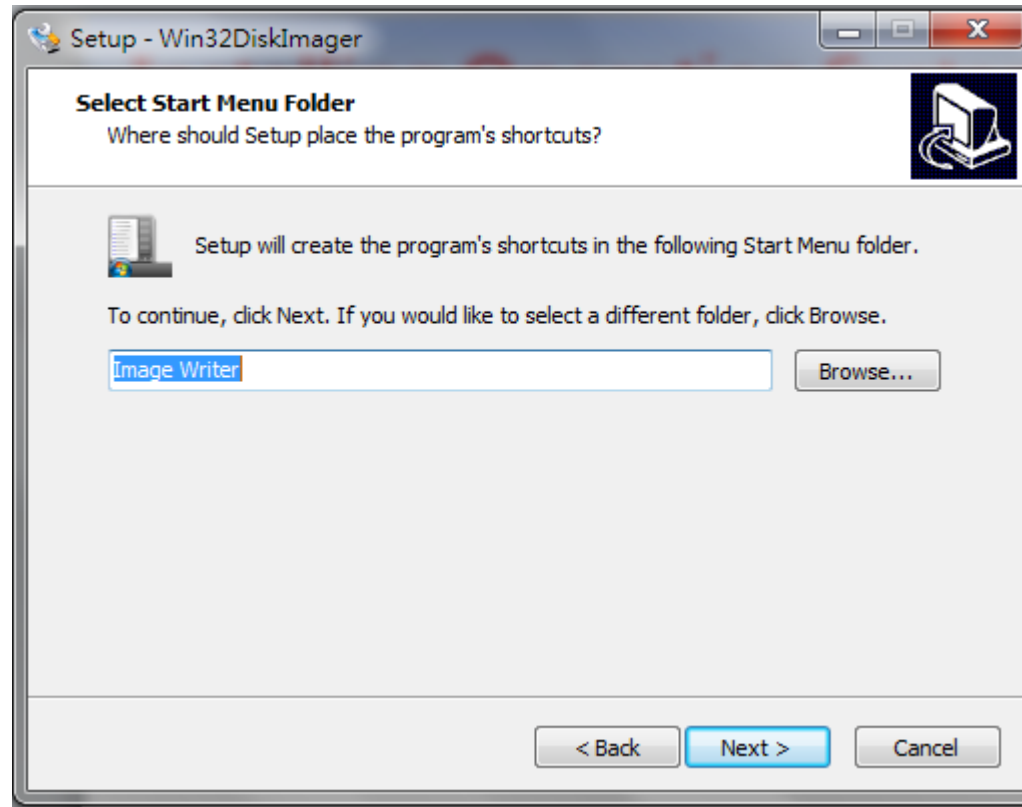 Setup - Win32DiskImager
Select Start Menu Folder
Where should Setup place the program's shortcuts?
Setup will create the program's shortcuts in the following Start Menu folder.
To continue, click Next. If you would like to select a different folder, click Browse.
Image Writer
Browse...
< Back
Next >
Cancel